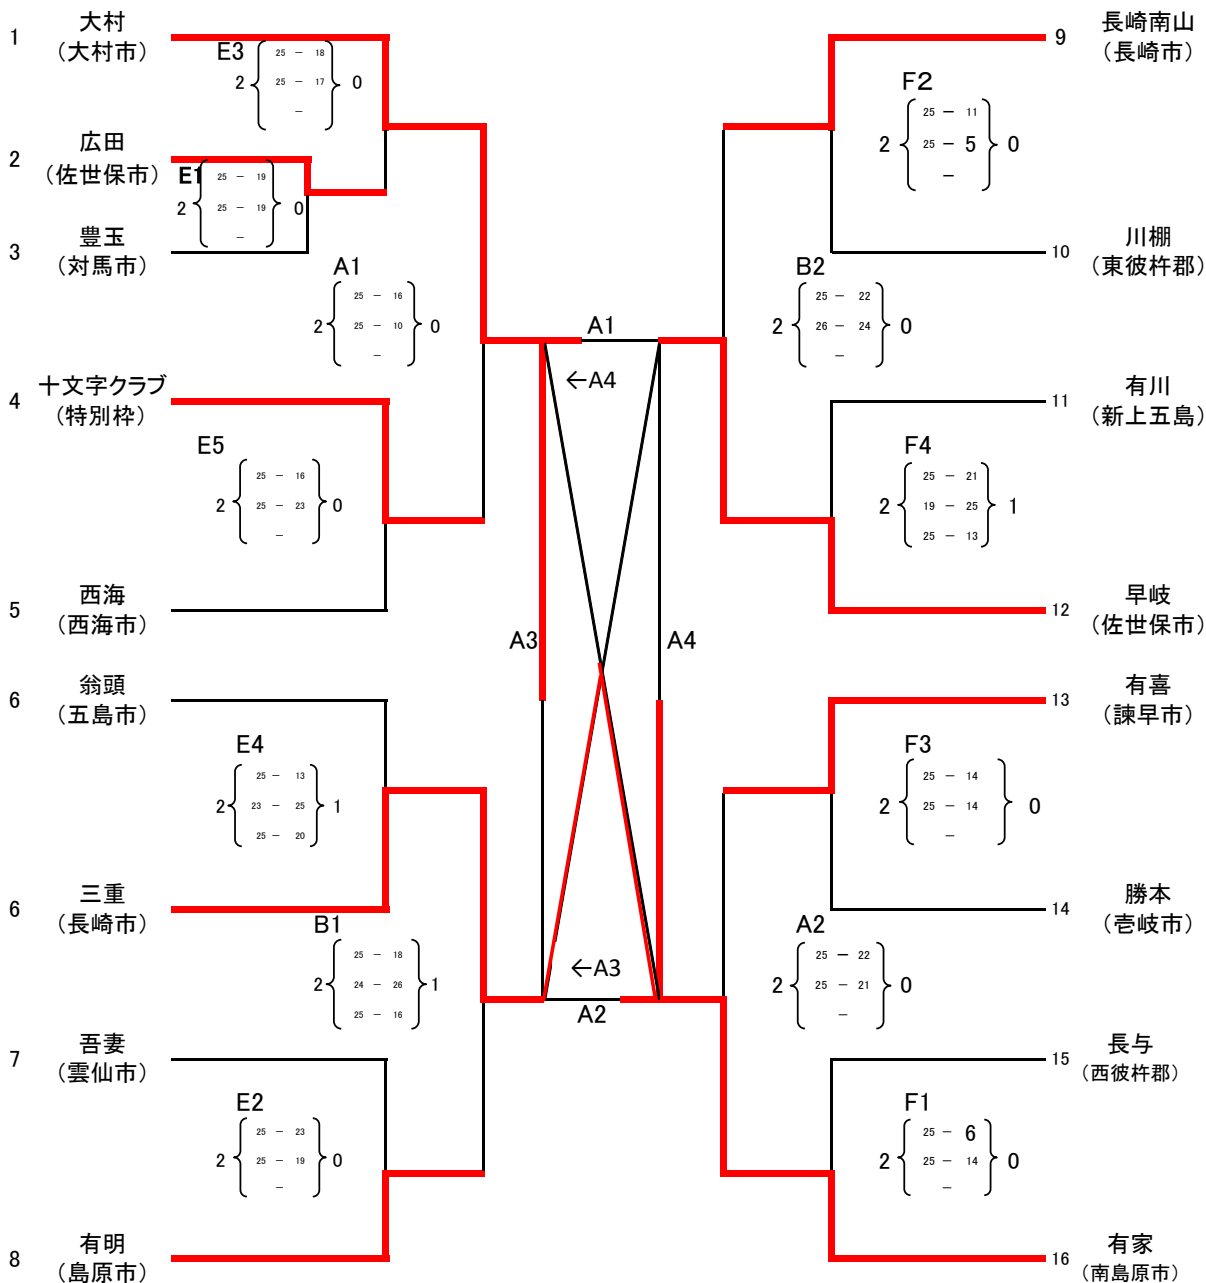 1
大村
(大村市)
E3
2
25 － 18
25 － 17
－
0
2
広田
(佐世保市)
E1
2
25 － 19
25 － 19
－
0
3
豊玉
(対馬市)
A1
2
25 － 16
25 － 10
－
0
4
十文字クラブ
(特別枠)
E5
2
25 － 16
25 － 23
－
0
5
西海
(西海市)
6
翁頭
(五島市)
E4
2
25 － 13
23 － 25
25 － 20
1
6
三重
(長崎市)
B1
2
25 － 18
24 － 26
25 － 16
1
7
吾妻
(雲仙市)
E2
2
25 － 23
25 － 19
－
0
8
有明
(島原市)
A1
←A4
A3
A4
←A3
A2
9
長崎南山
(長崎市)
F2
2
25 － 11
25 － 5
－
0
10
川棚
(東彼杵郡)
B2
2
25 － 22
26 － 24
－
0
11
有川
(新上五島)
F4
2
25 － 21
19 － 25
25 － 13
1
12
早岐
(佐世保市)
13
有喜
(諫早市)
F3
2
25 － 14
25 － 14
－
0
14
勝本
(壱岐市)
A2
2
25 － 22
25 － 21
－
0
15
長与
(西彼杵郡)
F1
2
25 － 6
25 － 14
－
0
16
有家
(南島原市)